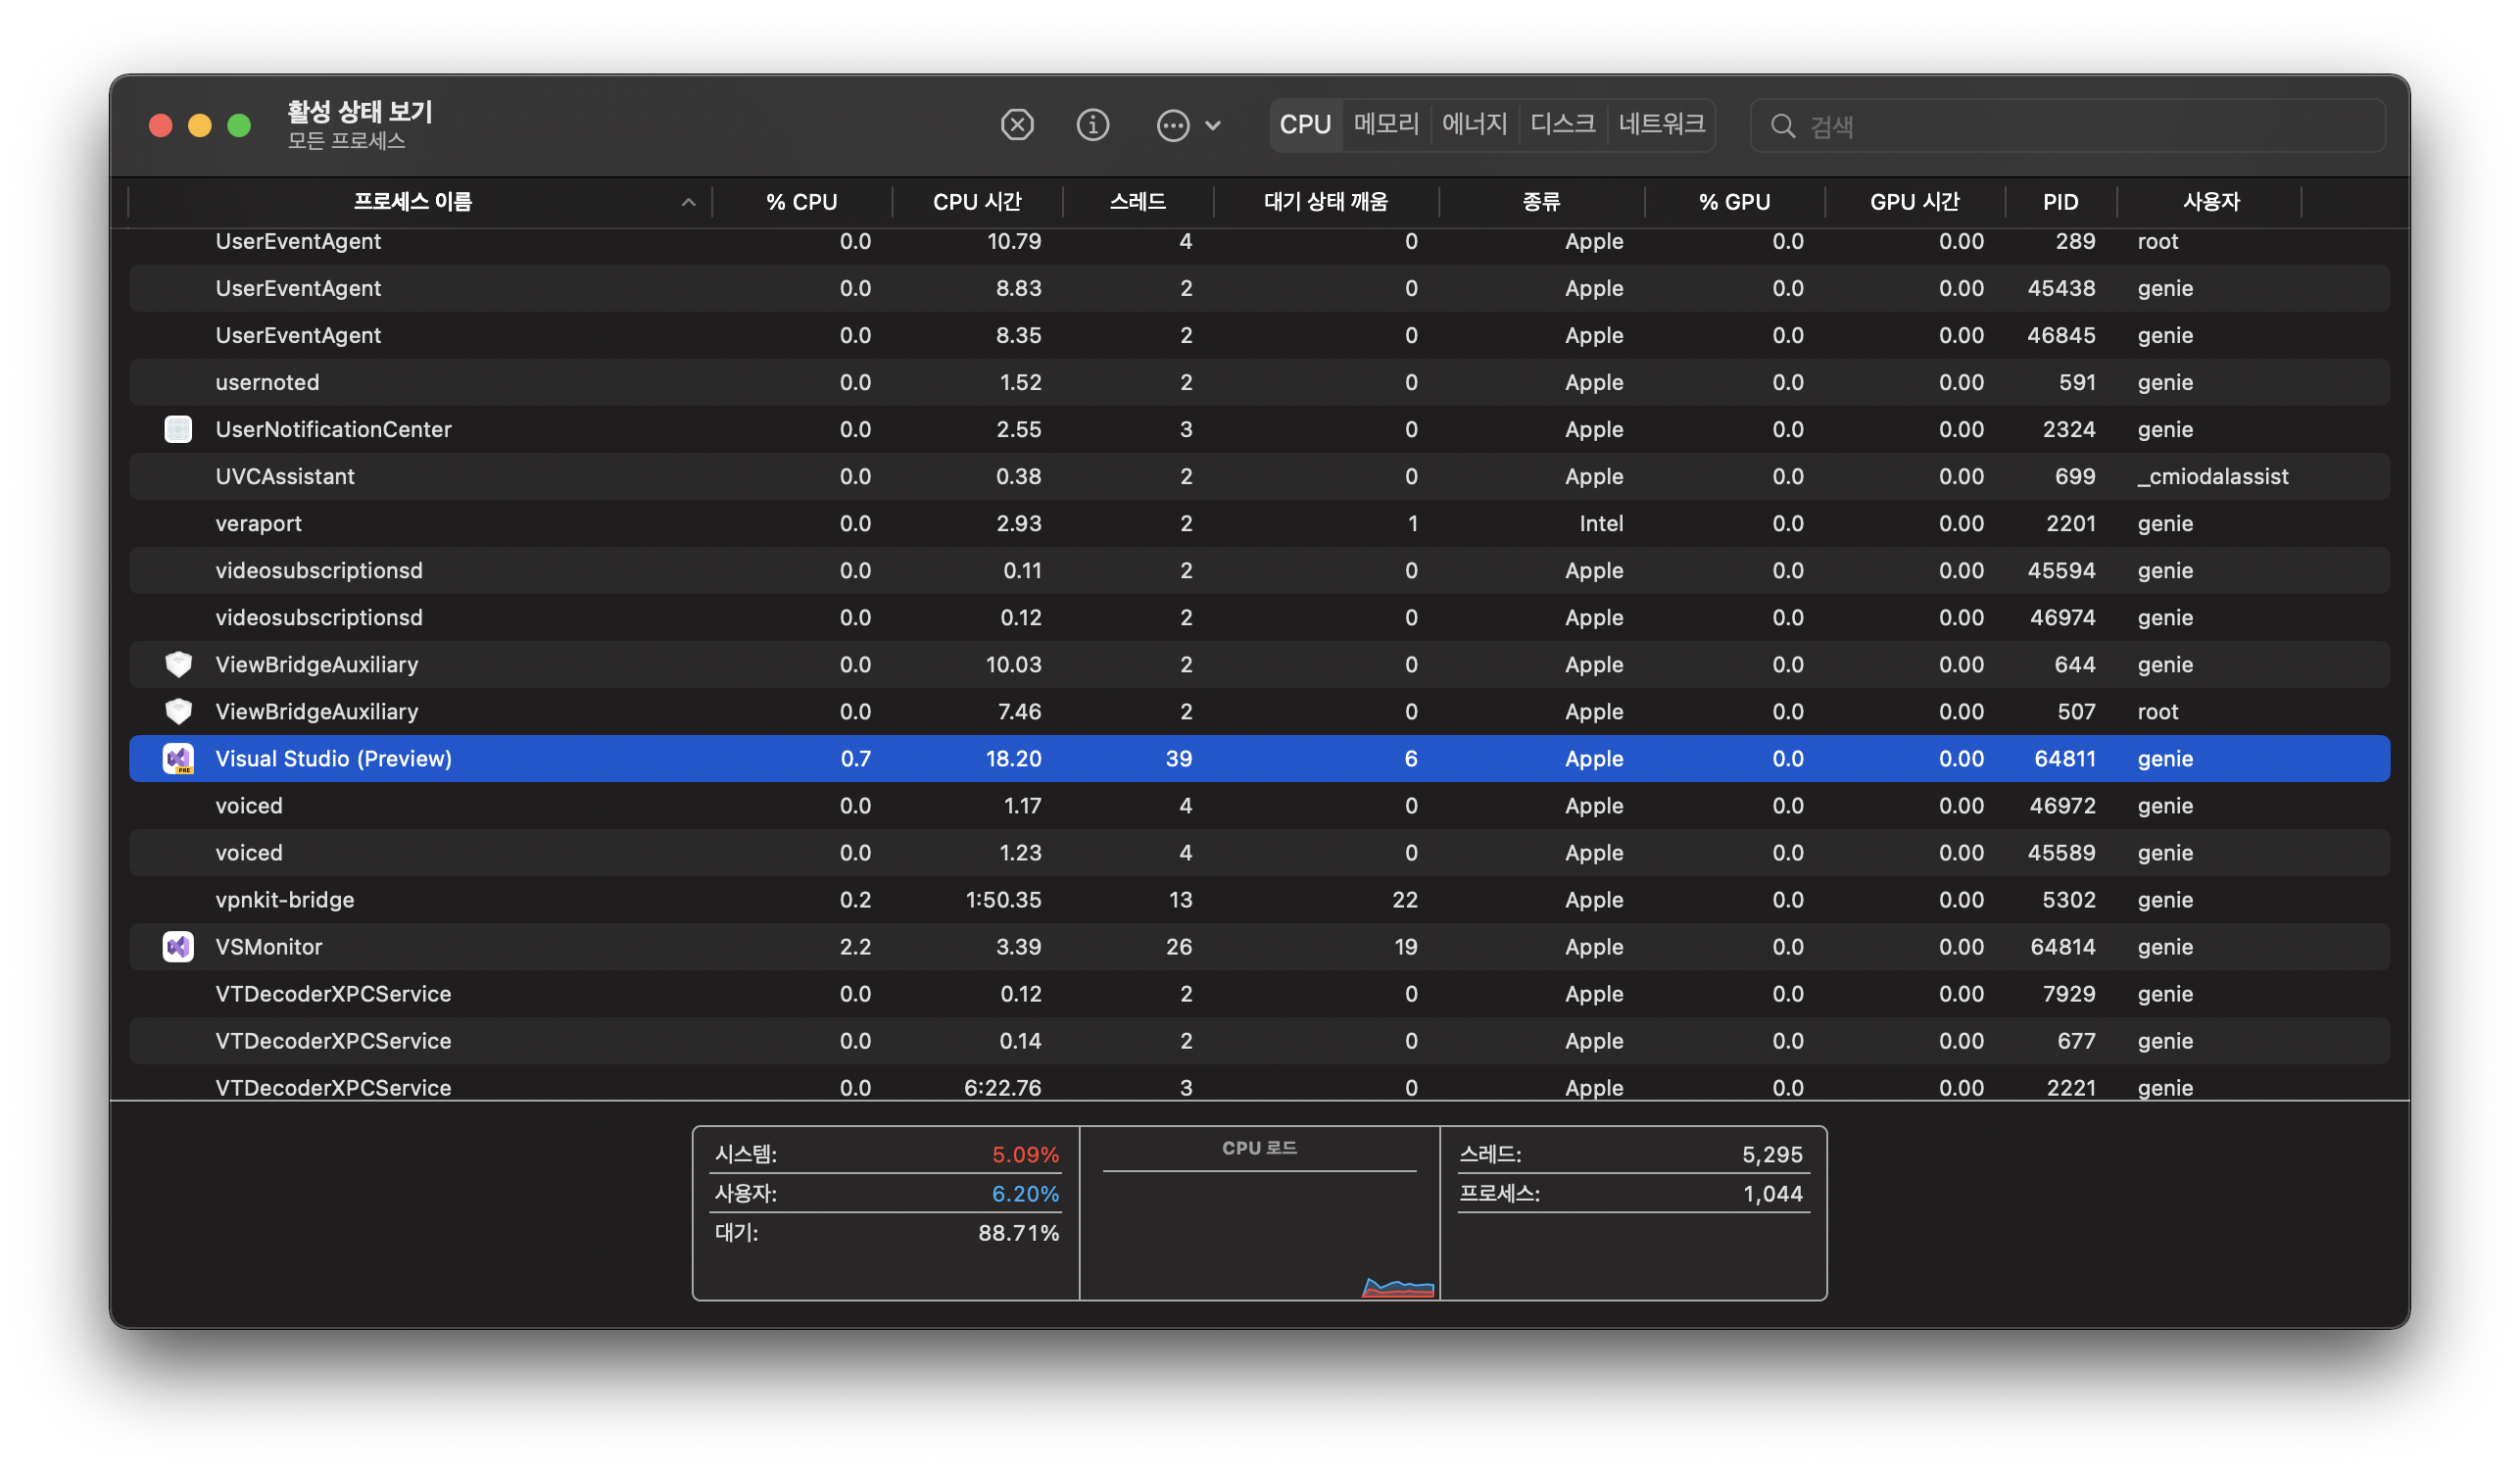 활성 상태 보기
모든 프로세스
CPU 메모리 에너지 디스크 네트워크 검색
프로세스 이름 % CPU CPU 시간 스레드 대기 상태 깨움 종류 % GPU GPU 시간 PID 사용자
UserEventAgent 0.0 10.79 4 0 Apple 0.0 0.00 289 root
UserEventAgent 0.0 8.83 2 0 Apple 0.0 0.00 45438 genie
UserEventAgent 0.0 8.35 2 0 Apple 0.0 0.00 46845 genie
usernoted 0.0 1.52 2 0 Apple 0.0 0.00 591 genie
UserNotificationCenter 0.0 2.55 3 0 Apple 0.0 0.00 2324 genie
UVCAssistant 0.0 0.38 2 0 Apple 0.0 0.00 699 _cmiodalassist
veraport 0.0 2.93 2 1 Intel 0.0 0.00 2201 genie
videosubscriptionsd 0.0 0.11 2 0 Apple 0.0 0.00 45594 genie
videosubscriptionsd 0.0 0.12 2 0 Apple 0.0 0.00 46974 genie
ViewBridgeAuxiliary 0.0 10.03 2 0 Apple 0.0 0.00 644 genie
ViewBridgeAuxiliary 0.0 7.46 2 0 Apple 0.0 0.00 507 root
PRE Visual Studio (Preview) 0.7 18.20 39 6 Apple 0.0 0.00 64811 genie
voiced 0.0 1.17 4 0 Apple 0.0 0.00 46972 genie
voiced 0.0 1.23 4 0 Apple 0.0 0.00 45589 genie
vpnkit-bridge 0.2 1:50.35 13 22 Apple 0.0 0.00 5302 genie
VSMonitor 2.2 3.39 26 19 Apple 0.0 0.00 64814 genie
VTDecoderXPCService 0.0 0.12 2 0 Apple 0.0 0.00 7929 genie
VTDecoderXPCService 0.0 0.14 2 0 Apple 0.0 0.00 677 genie
VTDecoderXPCService 0.0 6:22.76 3 0 Apple 0.0 0.00 2221 genie
시스템: 5.09%
사용자: 6.20%
대기: 88.71%
CPU 로드
스레드: 5,295
프로세스: 1,044